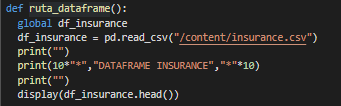 def ruta_dataframe():
  global df_insurance
  df_insurance = pd.read_csv("/content/insurance.csv")
  print("")
  print(10*"*","DATAFRAME INSURANCE","*"*10)
  print("")
  display(df_insurance.head())